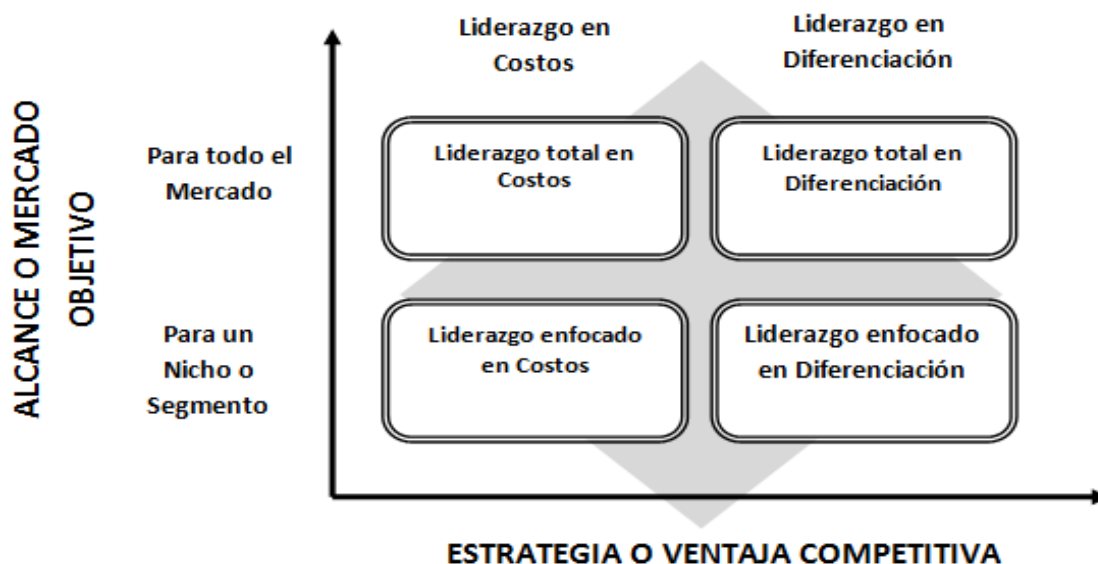 Liderazgo en
Costos
Liderazgo en
Diferenciación
ALCANCE O MERCADO
OBJETIVO
Para todo el
Mercado
Liderazgo total en
Costos
Liderazgo total en
Diferenciación
Para un
Nicho o
Segmento
Liderazgo enfocado
en Costos
Liderazgo enfocado
en Diferenciación
ESTRATEGIA O VENTAJA COMPETITIVA